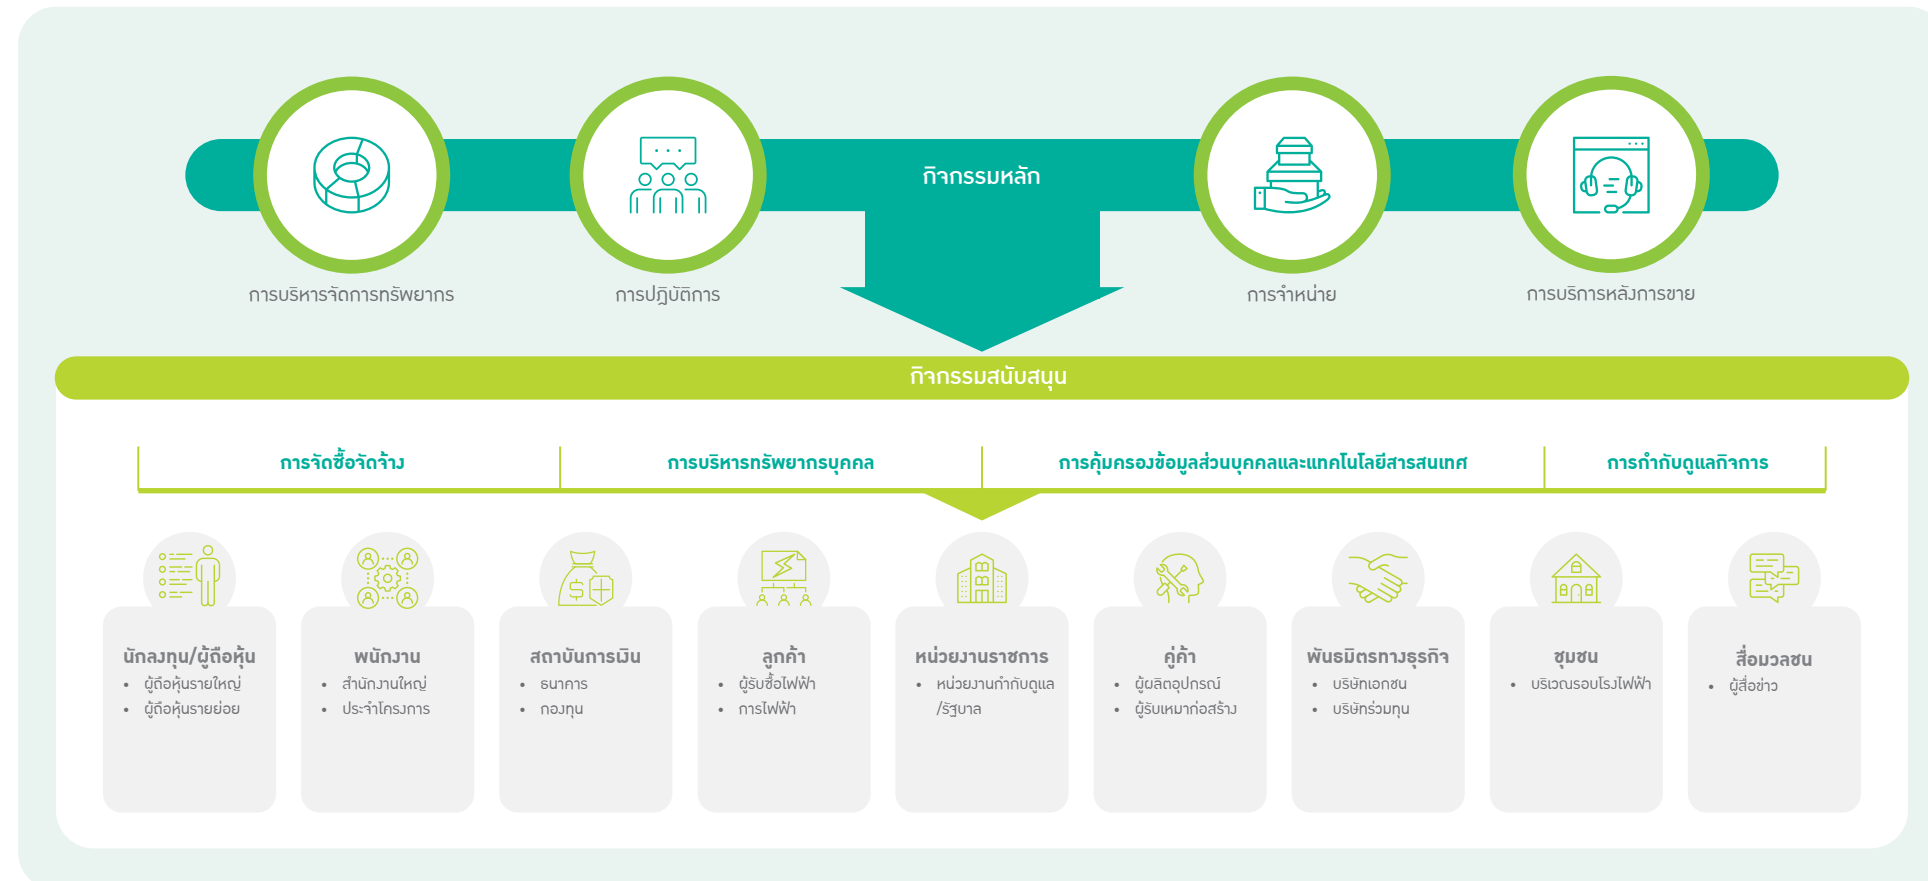 กิจกรรมหลัก
การบริหารจัดการทรัพยากร
การปฏิบัติการ
การจำหน่าย
การบริการหลังการขาย
กิจกรรมสนับสนุน
การจัดซื้อจัดจ้าง
การบริหารทรัพยากรบุคคล
การคุ้มครองข้อมูลส่วนบุคคลและแทคโนโลยีสารสนเทศ
การกำกับดูแลกิจการ
นักลงทุน/ผู้ถือหุ้น
• ผู้ถือหุ้นรายใหญ่
• ผู้ถือหุ้นรายย่อย
พนักงาน
• สำนักงานใหญ่
• ประจำโครงการ
สถาบันการเงิน
• ธนาคาร
• กองทุน
ลูกค้า
• ผู้รับซื้อไฟฟ้า
• การไฟฟ้า
หน่วยงานราชการ
• หน่วยงานกำกับดูแล
/รัฐบาล
คู่ค้า
• ผู้ผลิตอุปกรณ์
• ผู้รับเหมาก่อสร้าง
พันธมิตรทางธุรกิจ
• บริษัทเอกชน
• บริษัทร่วมทุน
ชุมชน
• บริเวณรอบโรงไฟฟ้า
สื่อมวลชน
• ผู้สื่อข่าว